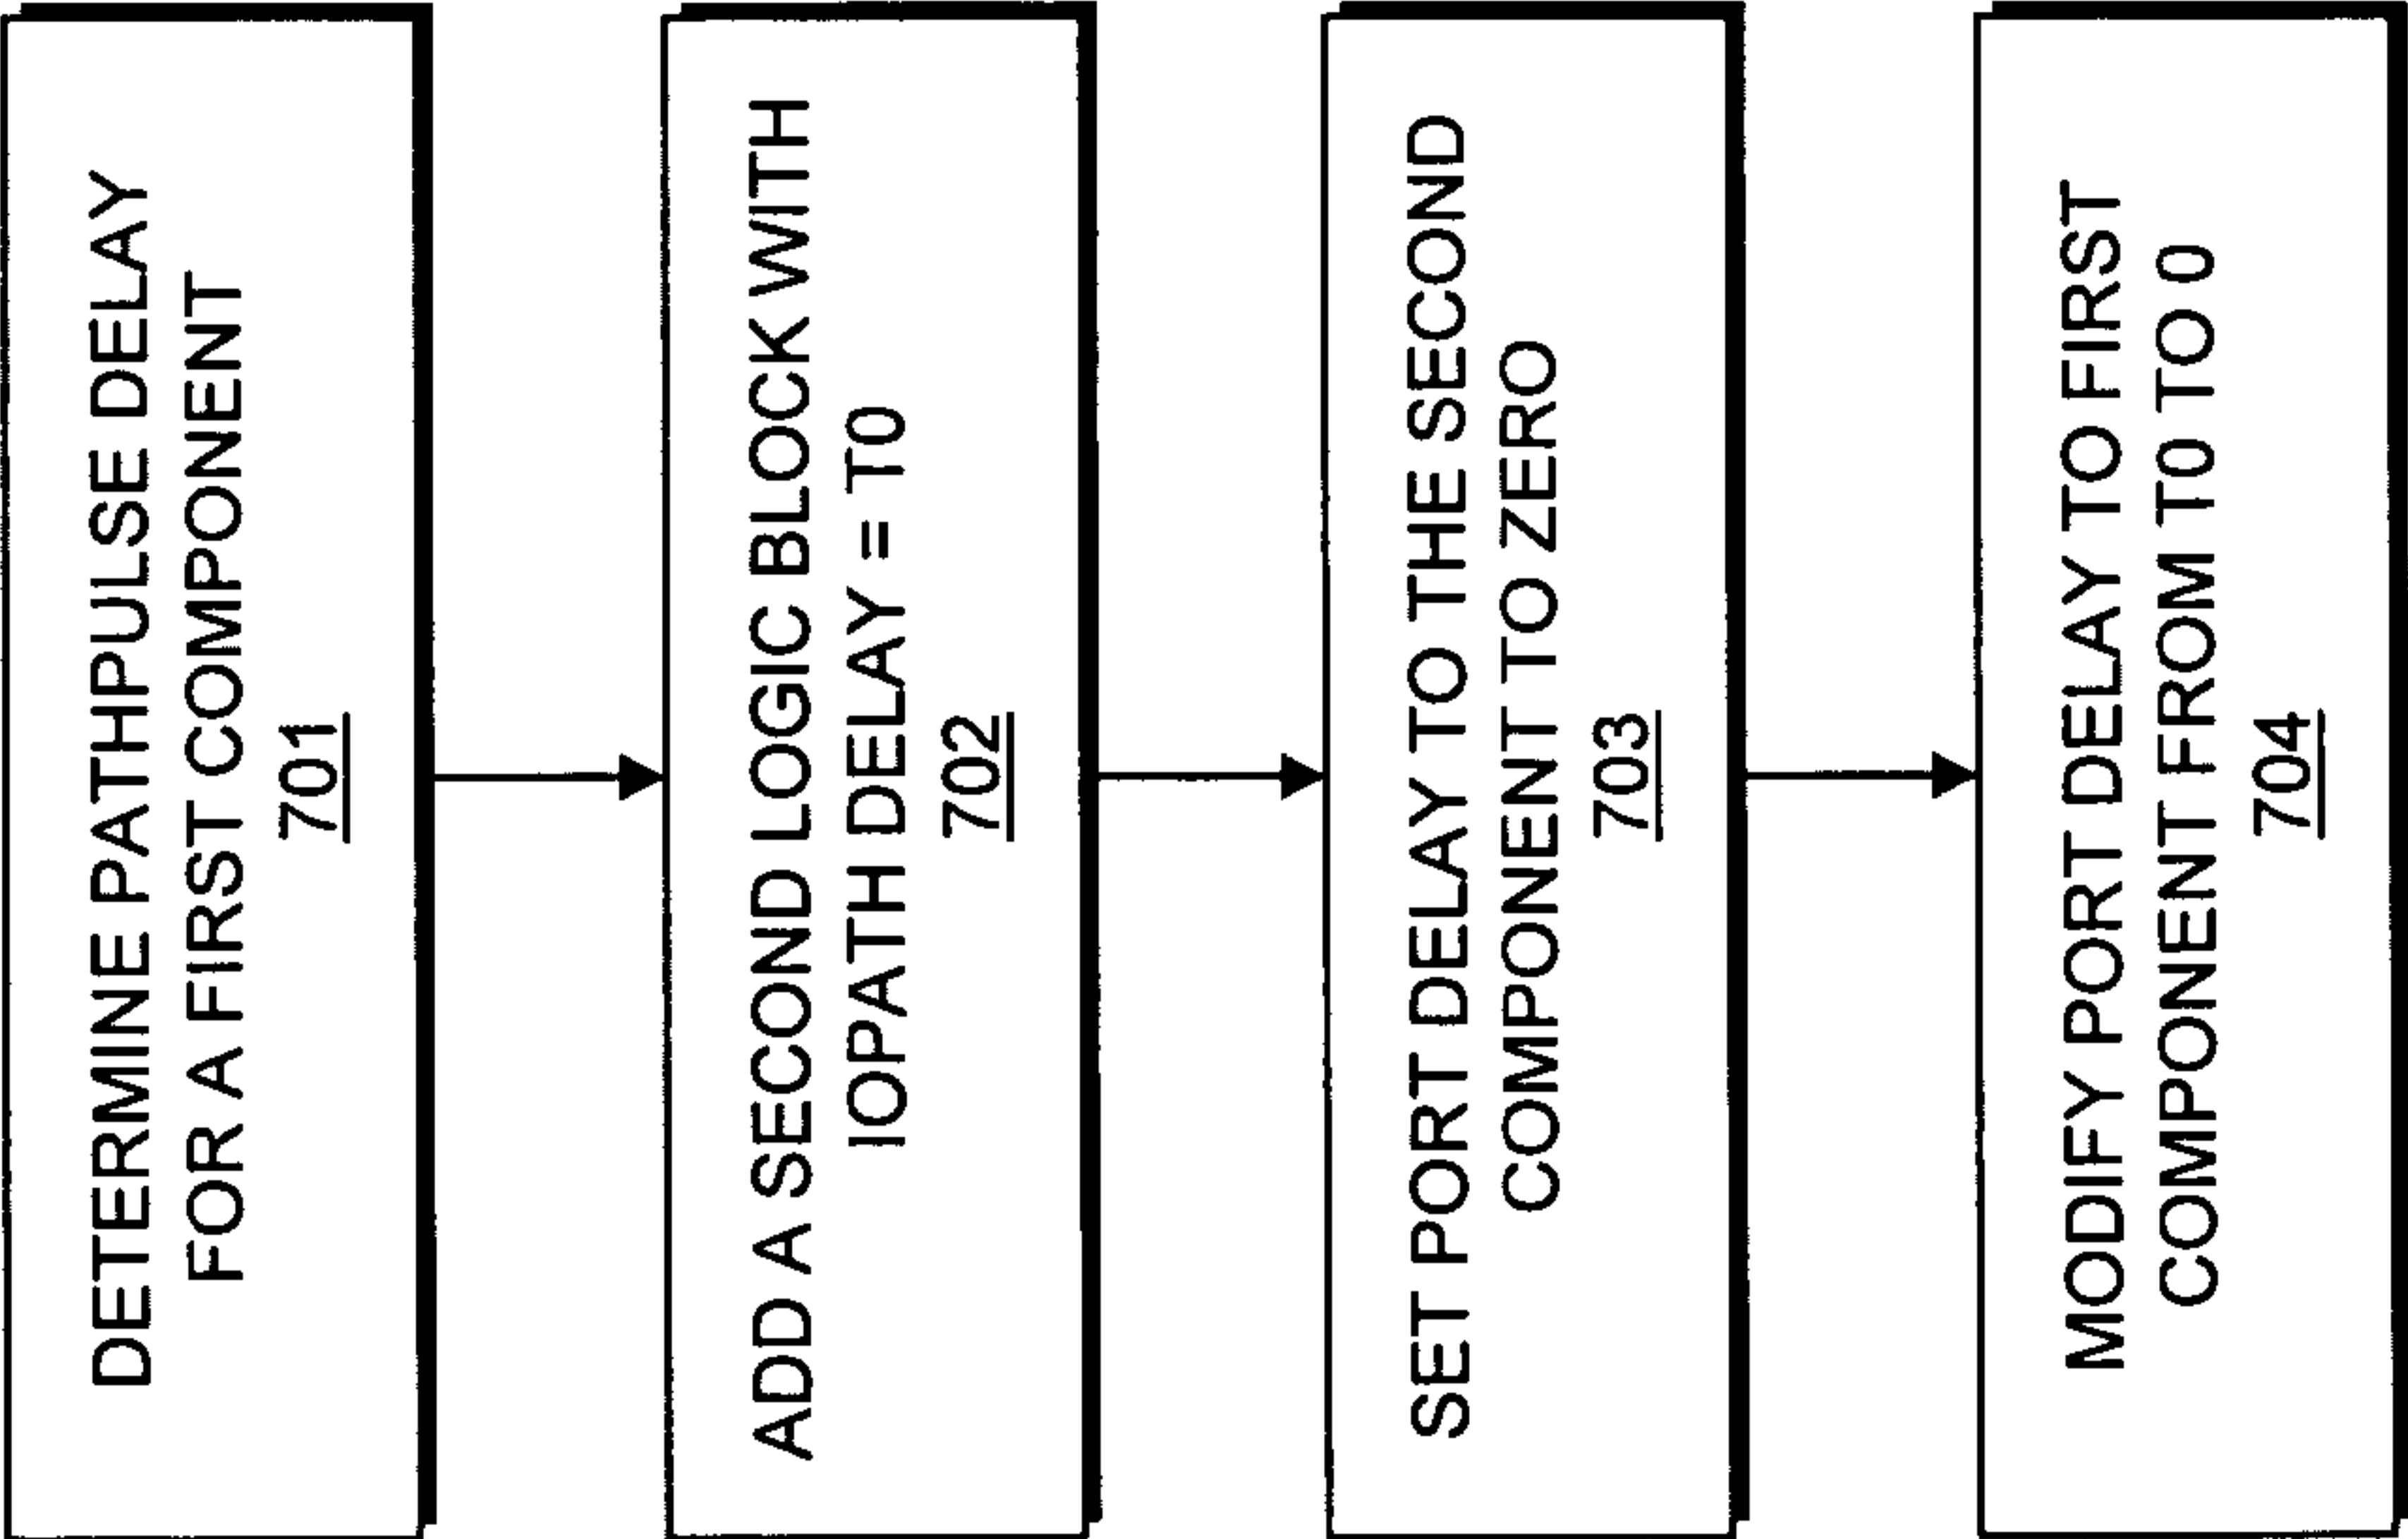 DETERMINE PATHPULSE DELAY
FOR A FIRST COMPONENT
701
ADD A SECOND LOGIC BLOCK WITH
IOPATH DELAY = T0
702
SET PORT DELAY TO THE SECOND
COMPONENT TO ZERO
703
MODIFY PORT DELAY TO FIRST
COMPONENT FROM T0 TO 0
704